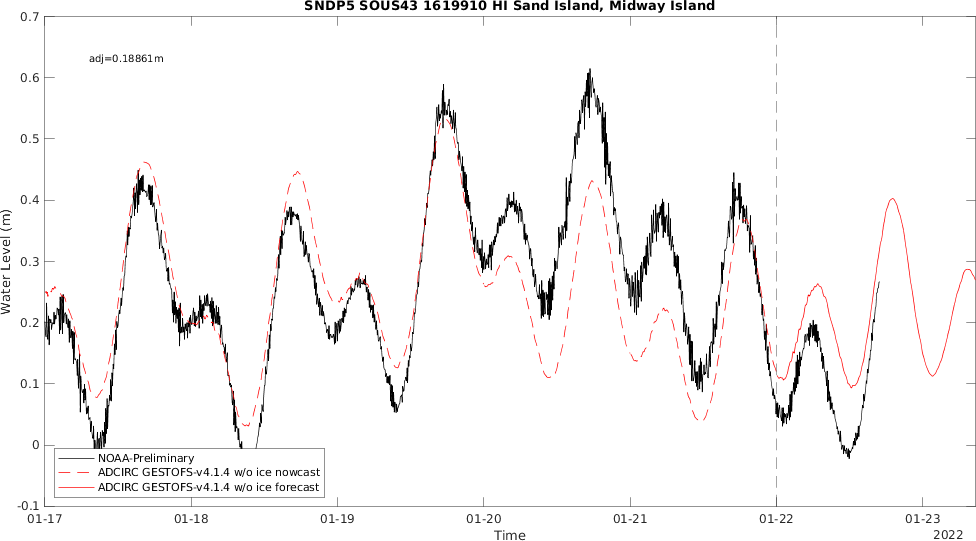 SNDP5 SOUS43 1619910 HI Sand Island, Midway Island
0.7
adj=0.18861m
0.6
0.5
0.4
0.3
0.2
0.1
0
-0.1
Water Level (m)
NOAA-Preliminary
ADCIRC GESTOFS-v4.1.4 w/o ice nowcast
ADCIRC GESTOFS-v4.1.4 w/o ice forecast
01-17 01-18 01-19 01-20 01-21 01-22 01-23
Time
2022